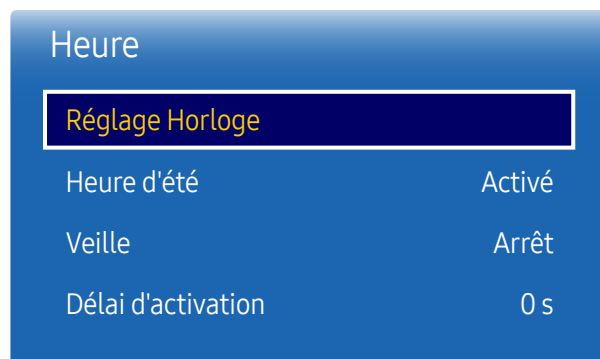 Heure
Réglage Horloge
Heure d'été Activé
Veille Arrêt
Délai d'activation 0 s